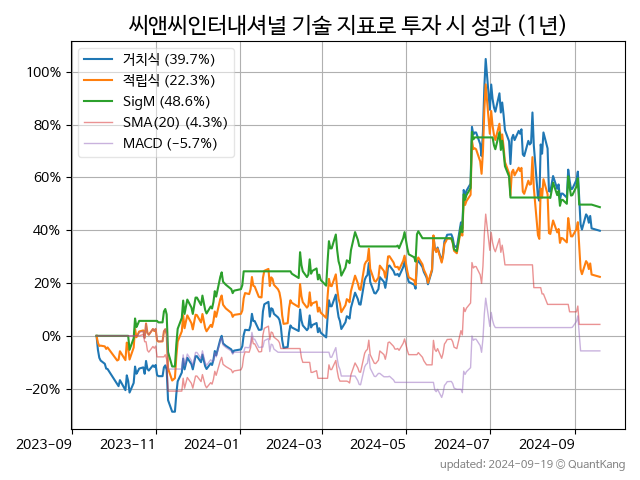 씨앤씨인터내셔널 기술 지표로 투자 시 성과 (1년)
거치식 (39.7%)
적립식 (22.3%)
SigM (48.6%)
SMA(20) (4.3%)
MACD (−5.7%)
100%
80%
60%
40%
20%
0%
−20%
2023-09
2023-11
2024-01
2024-03
2024-05
2024-07
2024-09
updated: 2024-09-19 © QuantKang